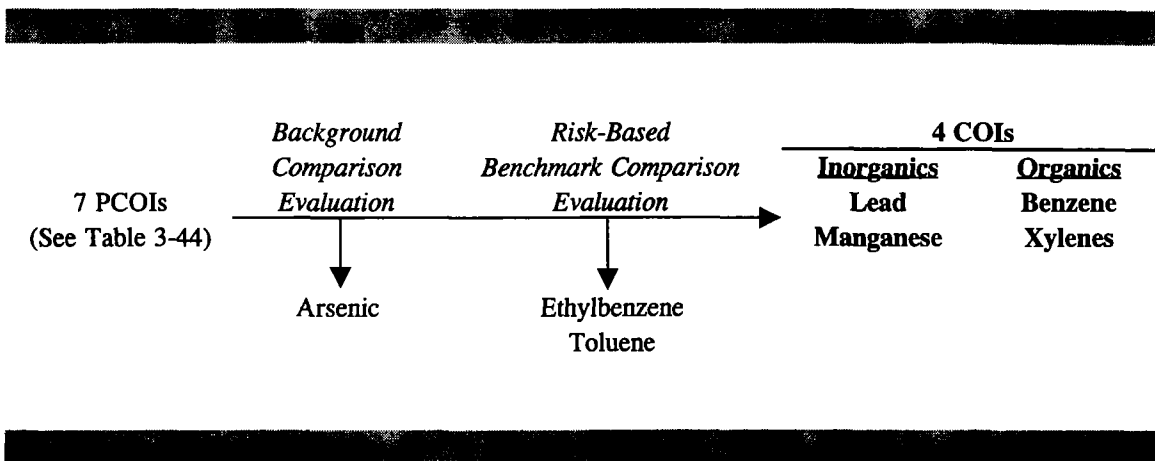 7 PCOIs
(See Table 3-44)
Background
Comparison
Evaluation
Arsenic
Risk-Based
Benchmark Comparison
Evaluation
Ethylbenzene
Toluene
4 COIs
Inorganics
Lead
Manganese
Organics
Benzene
Xylenes